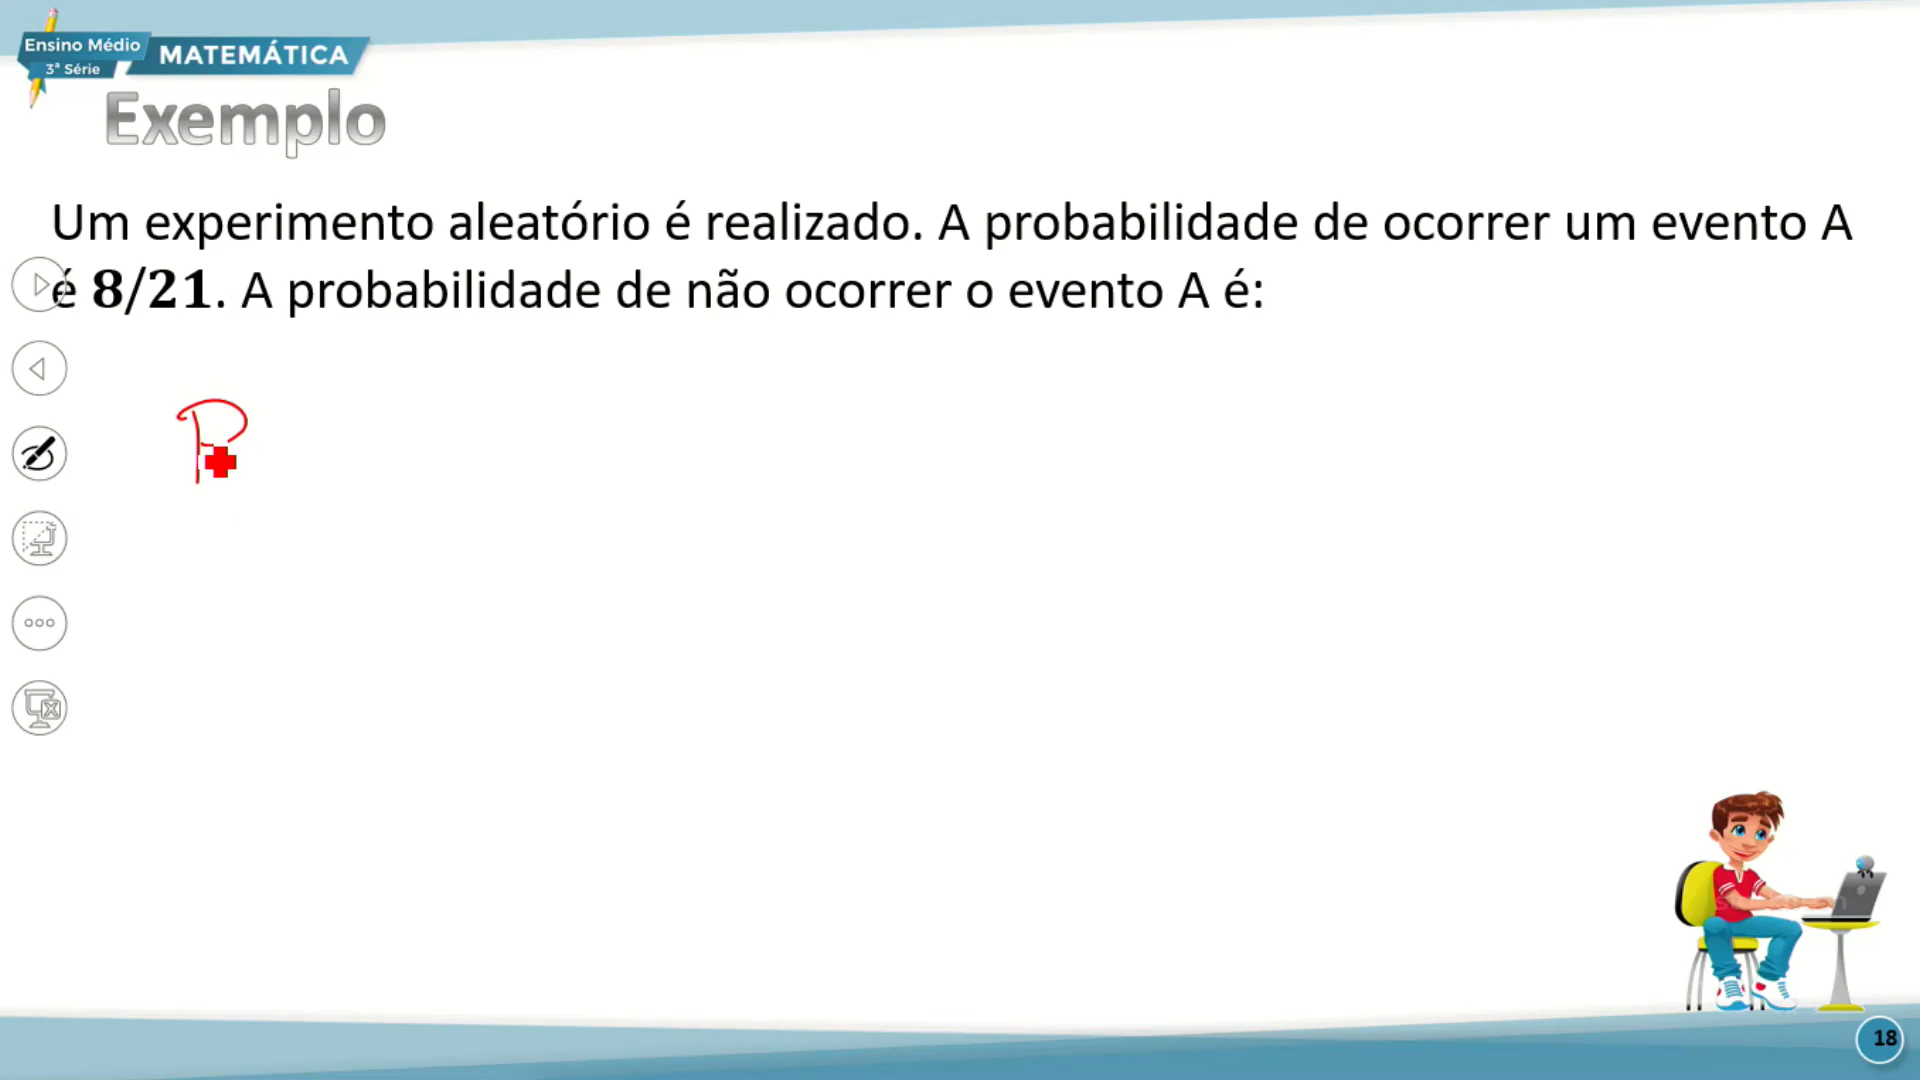 Ensino Médio
3ª Série
MATEMÁTICA
Exemplo
Um experimento aleatório é realizado. A probabilidade de ocorrer um evento A
é 8/21. A probabilidade de não ocorrer o evento A é:
P
18